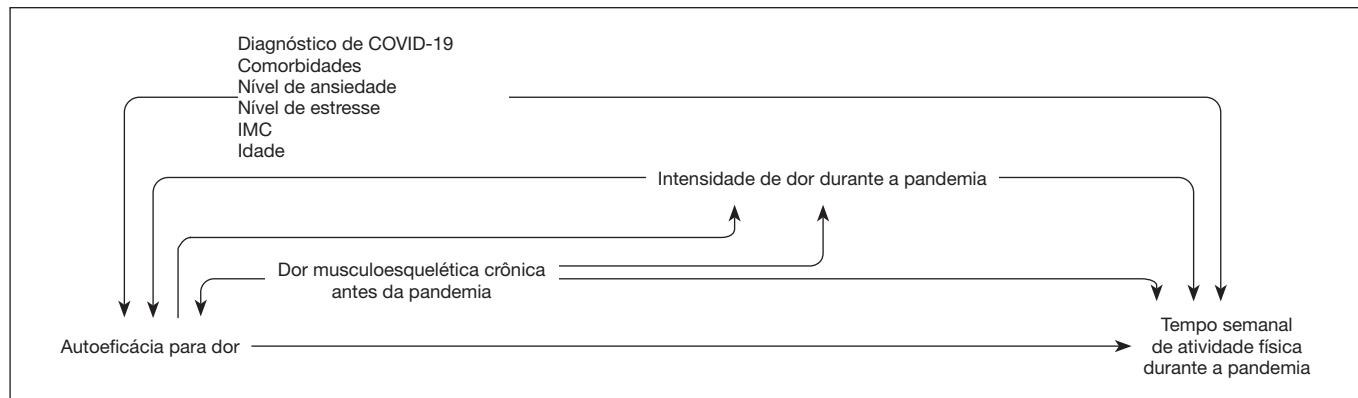 Diagnóstico de COVID-19
Comorbidades
Nível de ansiedade
Nível de estresse
IMC
Idade
Intensidade de dor durante a pandemia
Dor musculoesquelética crônica
antes da pandemia
Autoeficácia para dor
Tempo semanal
de atividade física
durante a pandemia